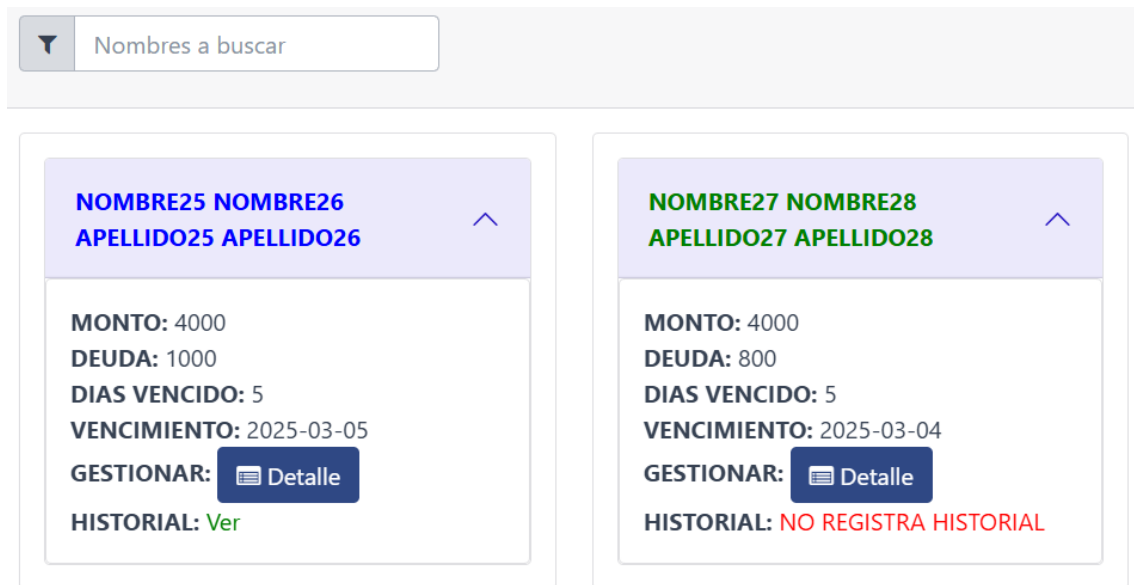 Nombres a buscar
NOMBRE25 NOMBRE26
APELLIDO25 APELLIDO26
MONTO: 4000
DEUDA: 1000
DIAS VENCIDO: 5
VENCIMIENTO: 2025-03-05
GESTIONAR: Detalle
HISTORIAL: Ver
NOMBRE27 NOMBRE28
APELLIDO27 APELLIDO28
MONTO: 4000
DEUDA: 800
DIAS VENCIDO: 5
VENCIMIENTO: 2025-03-04
GESTIONAR: Detalle
HISTORIAL: NO REGISTRA HISTORIAL